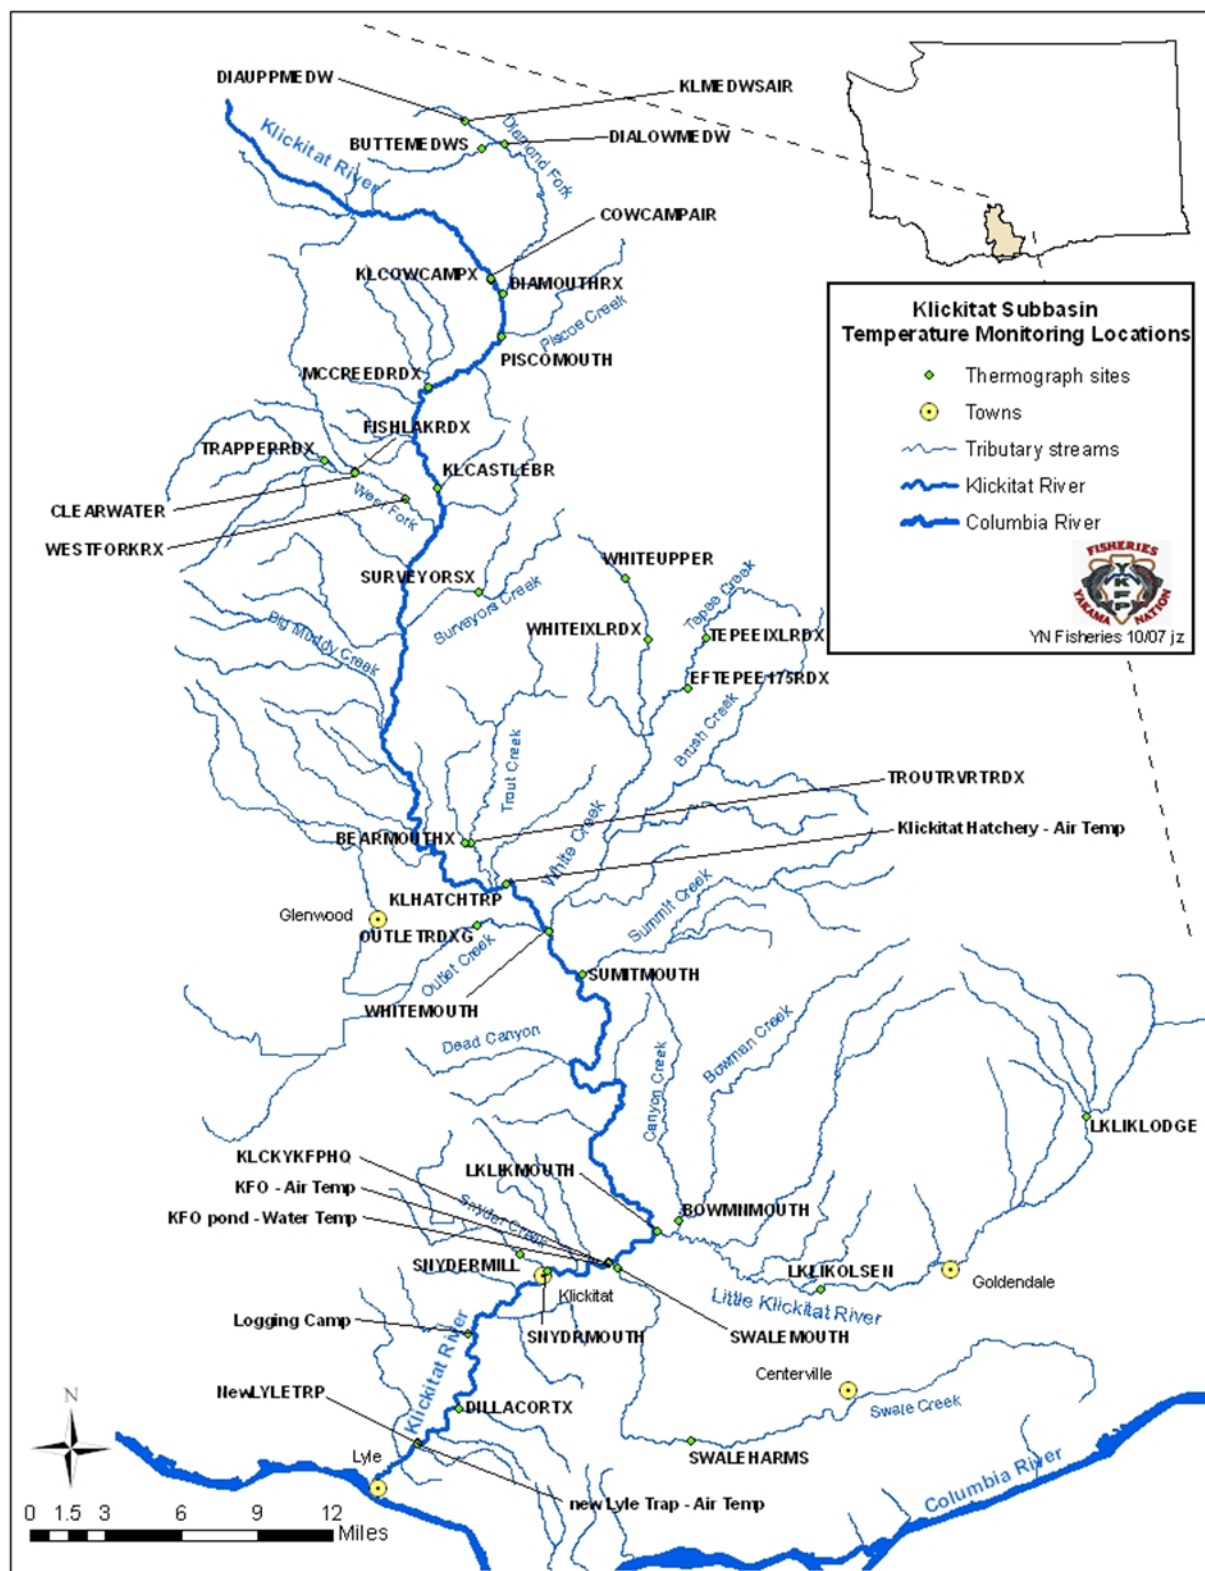 DIAUPPMEDW
KLMEDWSAIR
Klickitat River
Diamond Fork
BUTTEMEDWS
DIALOWMEDW
COWCAMPAIR
KLCOWCAMPX
DIAMOUTHRX
Piscoe Creek
PISCOMOUTH
MCCREEDRDX
FISHLAKRDX
TRAPPERRDX
KLCASTLEBR
CLEARWATER
West Fork
WESTFORKRX
WHITEUPPER
SURVEYORSX
Surveyors Creek
Tepee Creek
Big Muddy Creek
WHITEIXLRDX
TEPEEIXLRDX
EFTEPEE175RDX
Brush Creek
Trout Creek
TROUTRVRTRDX
BEARMOUTHX
White Creek
Klickitat Hatchery - Air Temp
KLHATCHTRP
Glenwood
OUTLETRDXG
Summit Creek
Outlet Creek
SUMITMOUTH
WHITEMOUTH
Dead Canyon
Canyon Creek
Bowman Creek
LKLIKLODGE
KLCKYKFPHQ
LKLIKMOUTH
KFO - Air Temp
KFO pond - Water Temp
Snyder Creek
BOWMNMOUTH
SNYDERMILL
LKLIKOLSEN
Goldendale
Klickitat
Little Klickitat River
Logging Camp
SNYDRMOUTH
SWALEMOUTH
Centerville
NewLYLETRP
Klickitat River
DILLACORTX
Swale Creek
SWALEHARMS
N
Lyle
Columbia River
new Lyle Trap - Air Temp
0 1.5 3 6 9 12
Miles
Klickitat Subbasin
Temperature Monitoring Locations
Thermograph sites
Towns
Tributary streams
Klickitat River
Columbia River
FISHERIES
YKFP
YAKAMA NATION
YN Fisheries 10/07 jz